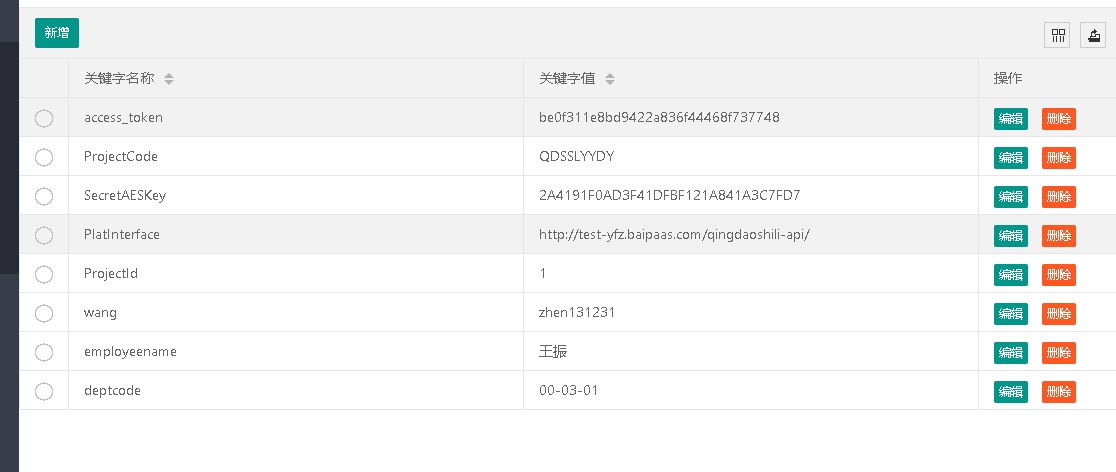 新增
关键字名称 关键字值 操作
access_token be0f311e8bd9422a836f44468f737748 编辑 删除
ProjectCode QDSSLYYDY 编辑 删除
SecretAESKey 2A4191F0AD3F41DFBF121A841A3C7FD7 编辑 删除
PlatInterface http://test-yfz.baipaas.com/qingdaoshili-api/ 编辑 删除
ProjectId 1 编辑 删除
wang zhen131231 编辑 删除
employeename 王振 编辑 删除
deptcode 00-03-01 编辑 删除